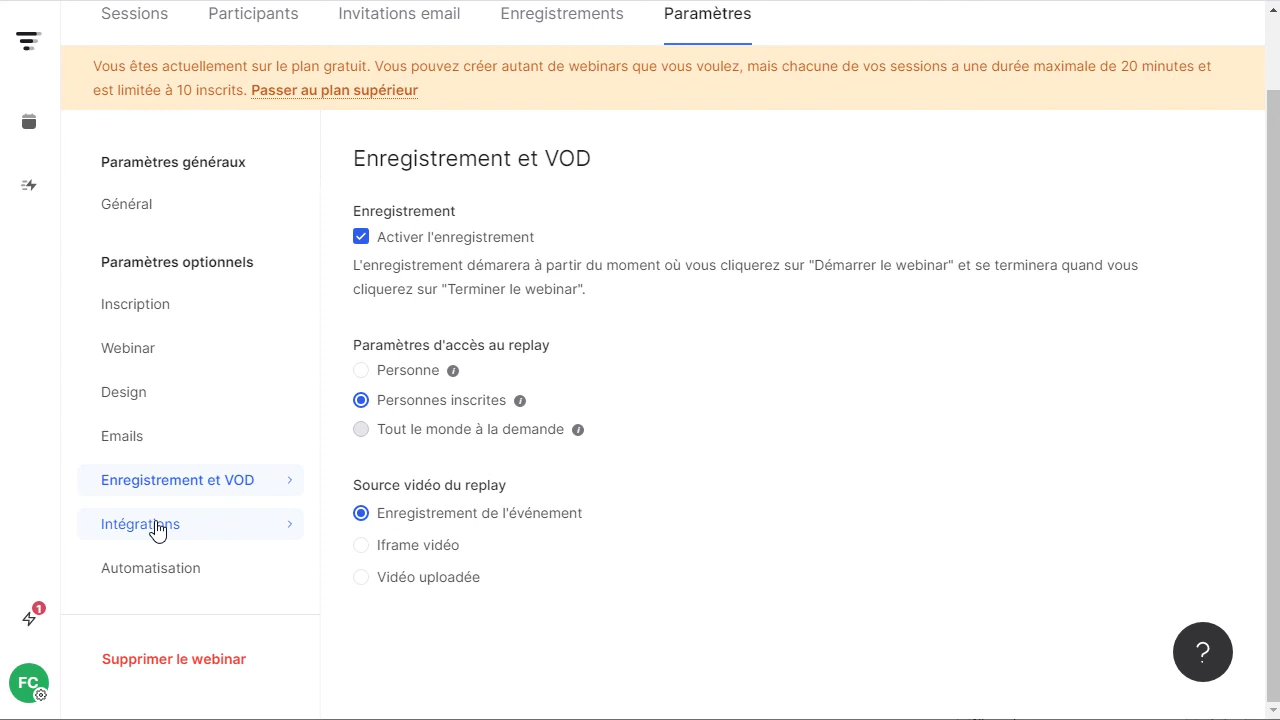 Sessions
Participants
Invitations email
Enregistrements
Paramètres
Vous êtes actuellement sur le plan gratuit. Vous pouvez créer autant de webinars que vous voulez, mais chacune de vos sessions a une durée maximale de 20 minutes et
est limitée à 10 inscrits. Passer au plan supérieur
Paramètres généraux
Général
Paramètres optionnels
Inscription
Webinar
Design
Emails
Enregistrement et VOD
Intégrations
Automatisation
Supprimer le webinar
1
FC
Enregistrement et VOD
Enregistrement
Activer l'enregistrement
L'enregistrement démarera à partir du moment où vous cliquerez sur "Démarrer le webinar" et se terminera quand vous
cliquerez sur "Terminer le webinar".
Paramètres d'accès au replay
Personne
Personnes inscrites
Tout le monde à la demande
Source vidéo du replay
Enregistrement de l'événement
Iframe vidéo
Vidéo uploadée
?